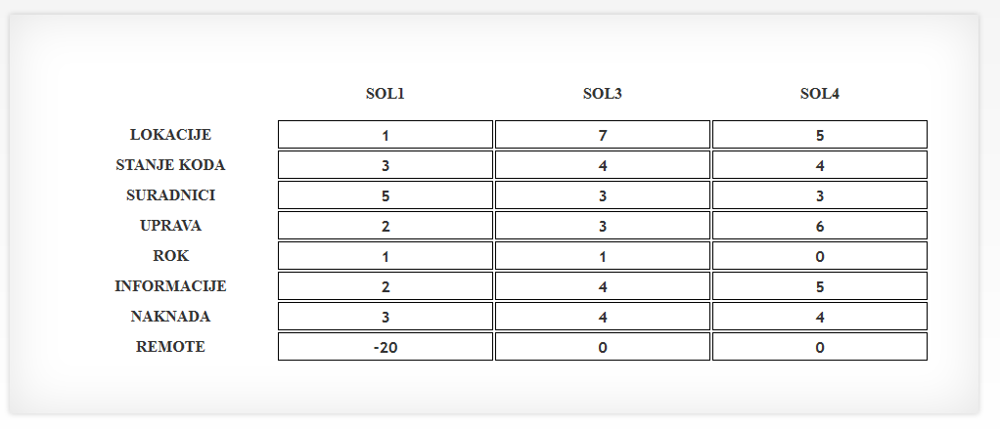 SOL1 SOL3 SOL4
LOKACIJE 1 7 5
STANJE KODA 3 4 4
SURADNICI 5 3 3
UPRAVA 2 3 6
ROK 1 1 0
INFORMACIJE 2 4 5
NAKNADA 3 4 4
REMOTE -20 0 0